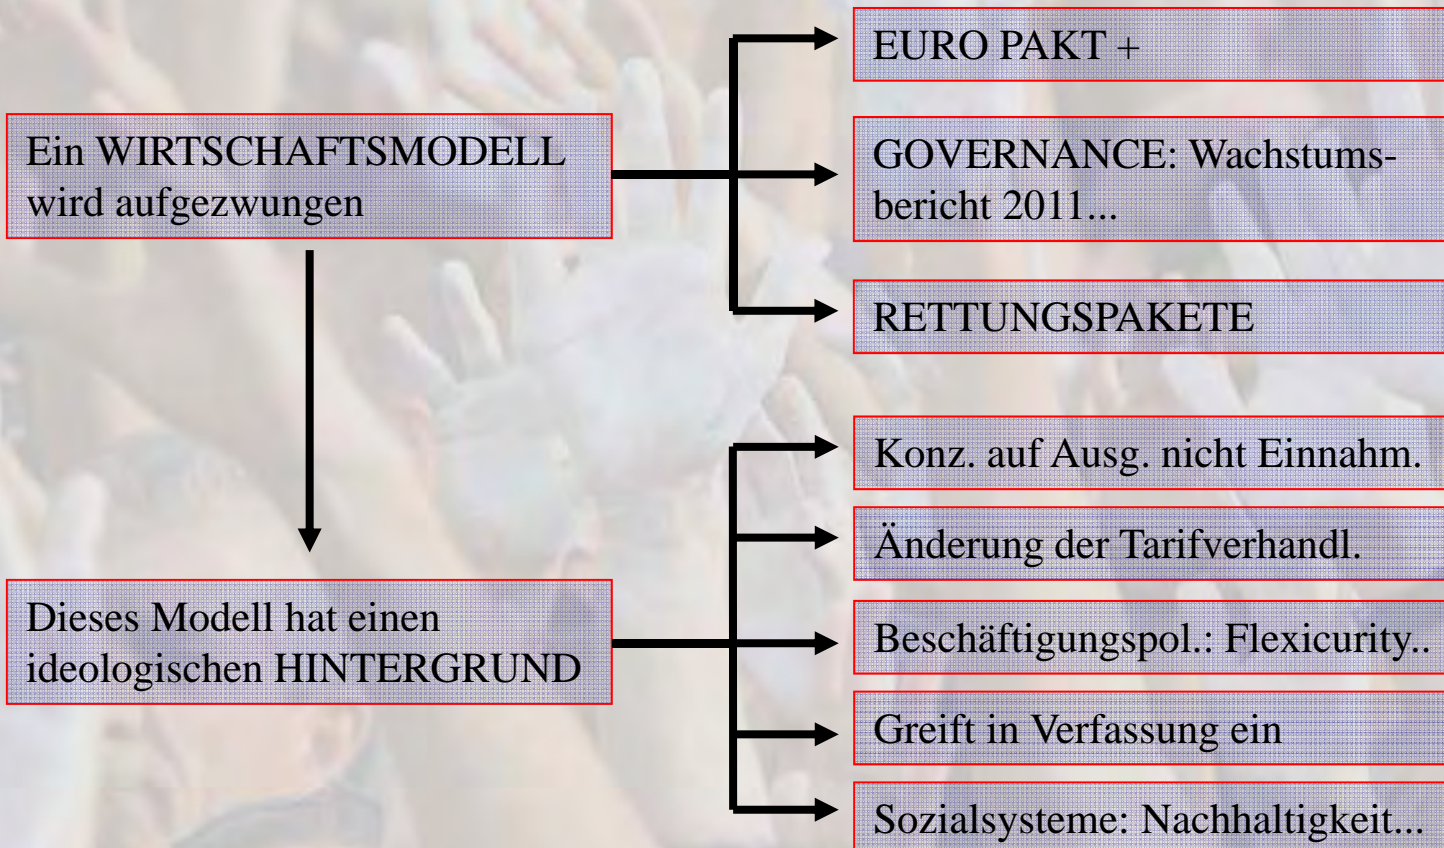 Ein WIRTSCHAFTSMODELL
wird aufgezwungen
EURO PAKT +
GOVERNANCE: Wachstums-
bericht 2011...
RETTUNGSPAKETE
Dieses Modell hat einen
ideologischen HINTERGRUND
Konz. auf Ausg. nicht Einnahm.
Änderung der Tarifverhandl.
Beschäftigungspol.: Flexicurity..
Greift in Verfassung ein
Sozialsysteme: Nachhaltigkeit...